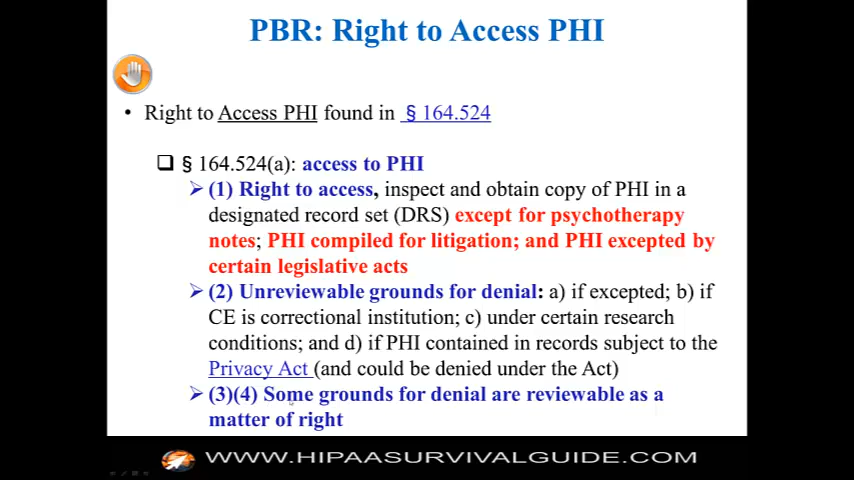 PBR: Right to Access PHI
• Right to Access PHI found in § 164.524
❑ § 164.524(a): access to PHI
➢ (1) Right to access, inspect and obtain copy of PHI in a
designated record set (DRS) except for psychotherapy
notes; PHI compiled for litigation; and PHI excepted by
certain legislative acts
➢ (2) Unreviewable grounds for denial: a) if excepted; b) if
CE is correctional institution; c) under certain research
conditions; and d) if PHI contained in records subject to the
Privacy Act (and could be denied under the Act)
➢ (3)(4) Some grounds for denial are reviewable as a
matter of right
WWW.HIPAASURVIVALGUIDE.COM